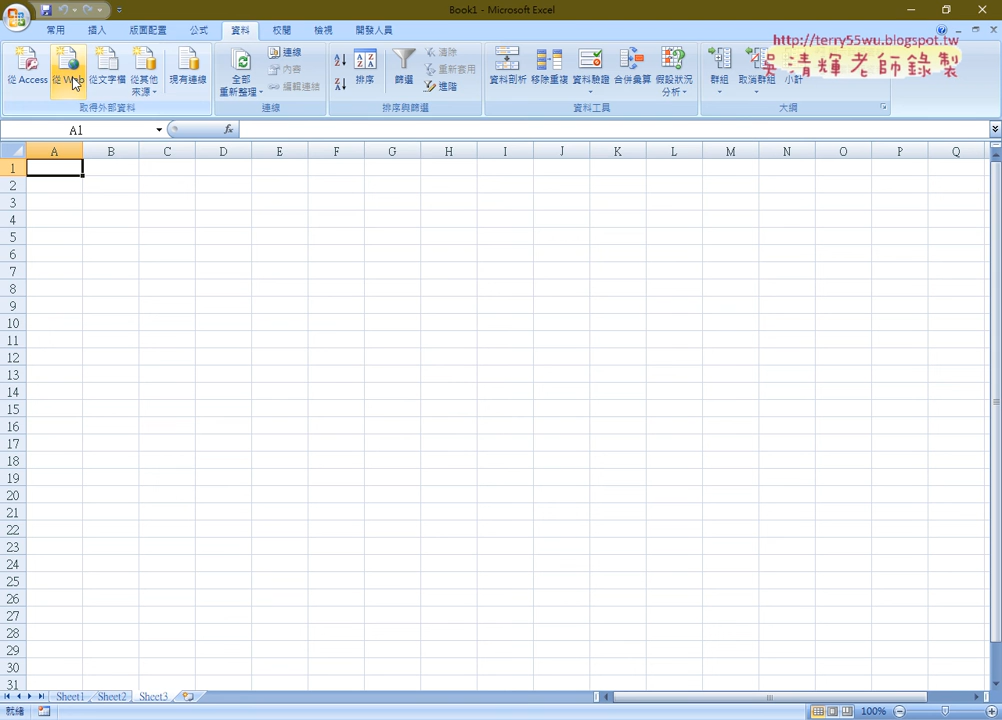 Book1 - Microsoft Excel
常用 插入 版面配置 公式 資料 校閱 檢視 開發人員
http://terry55wu.blogspot.tw
吳清輝老師錄製
從 Access 從 Web 從文字檔 從其他來源 現有連線
取得外部資料
全部重新整理 連線 內容 編輯連結
連線
排序 篩選 清除 重新套用 進階
排序與篩選
資料剖析 移除重複 資料驗證 合併彙算 假設狀況分析
資料工具
群組 取消群組 小計
大綱
A1 fx
A B C D E F G H I J K L M N O P Q
1
2
3
4
5
6
7
8
9
10
11
12
13
14
15
16
17
18
19
20
21
22
23
24
25
26
27
28
29
30
31
Sheet1 Sheet2 Sheet3
就緒 100%